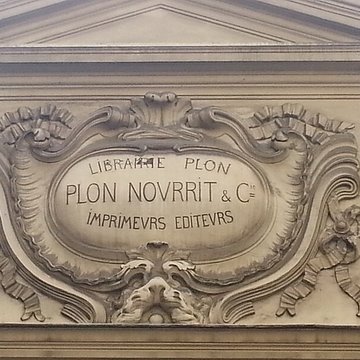 LIBRAIRIE PLON
PLON NOVRRIT & Cie
IMPRIMEVRS EDITEVRS